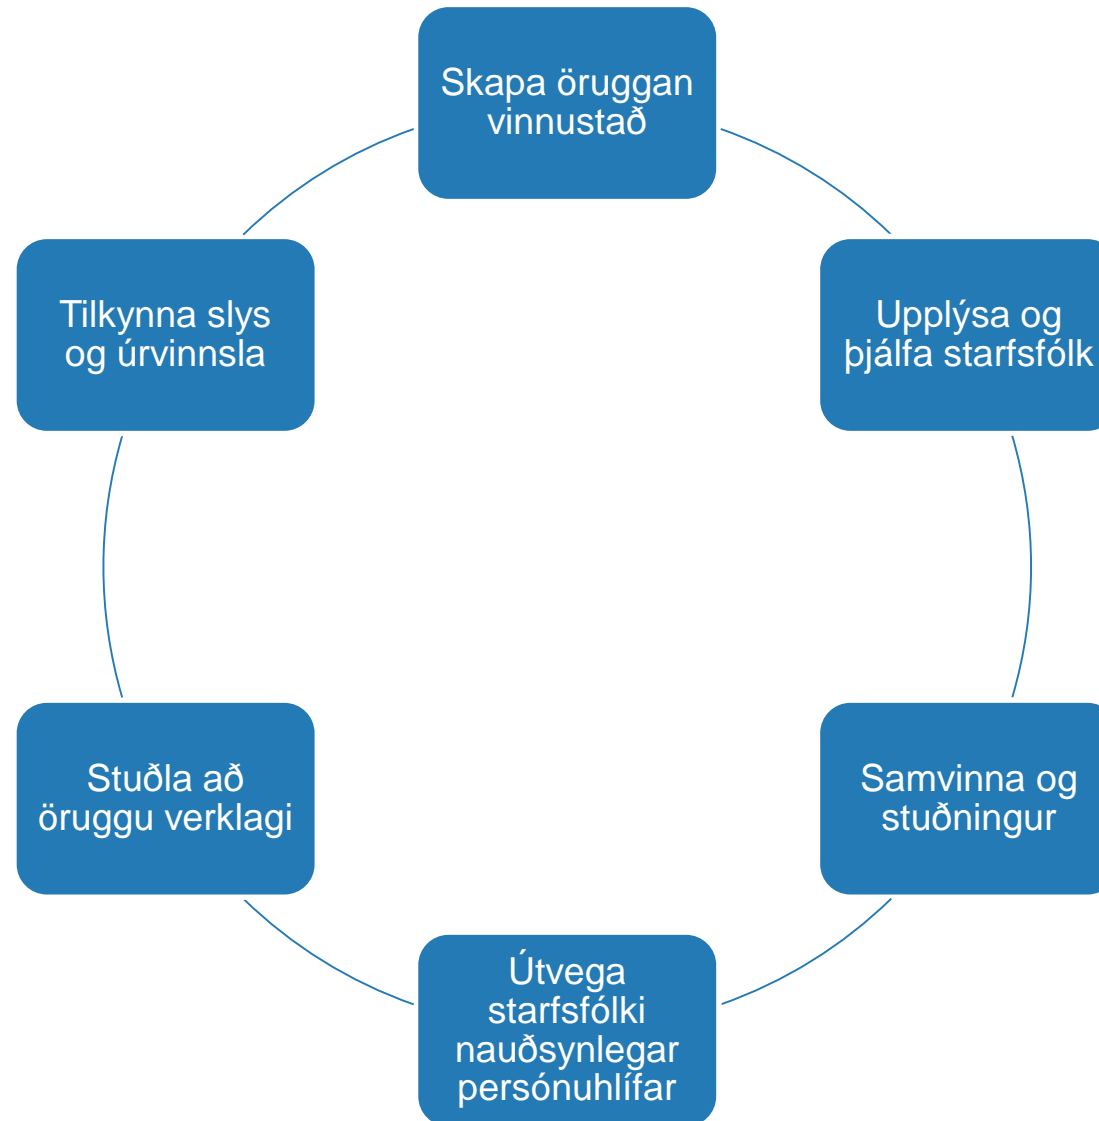 Skapa öruggan
vinnustað
Upplýsa og
þjálfa starfsfólk
Samvinna og
stuðningur
Útvega
starfsfólki
nauðsynlegar
persónuhlífar
Stuðla að
öruggu verklagi
Tilkynna slys
og úrvinnsla